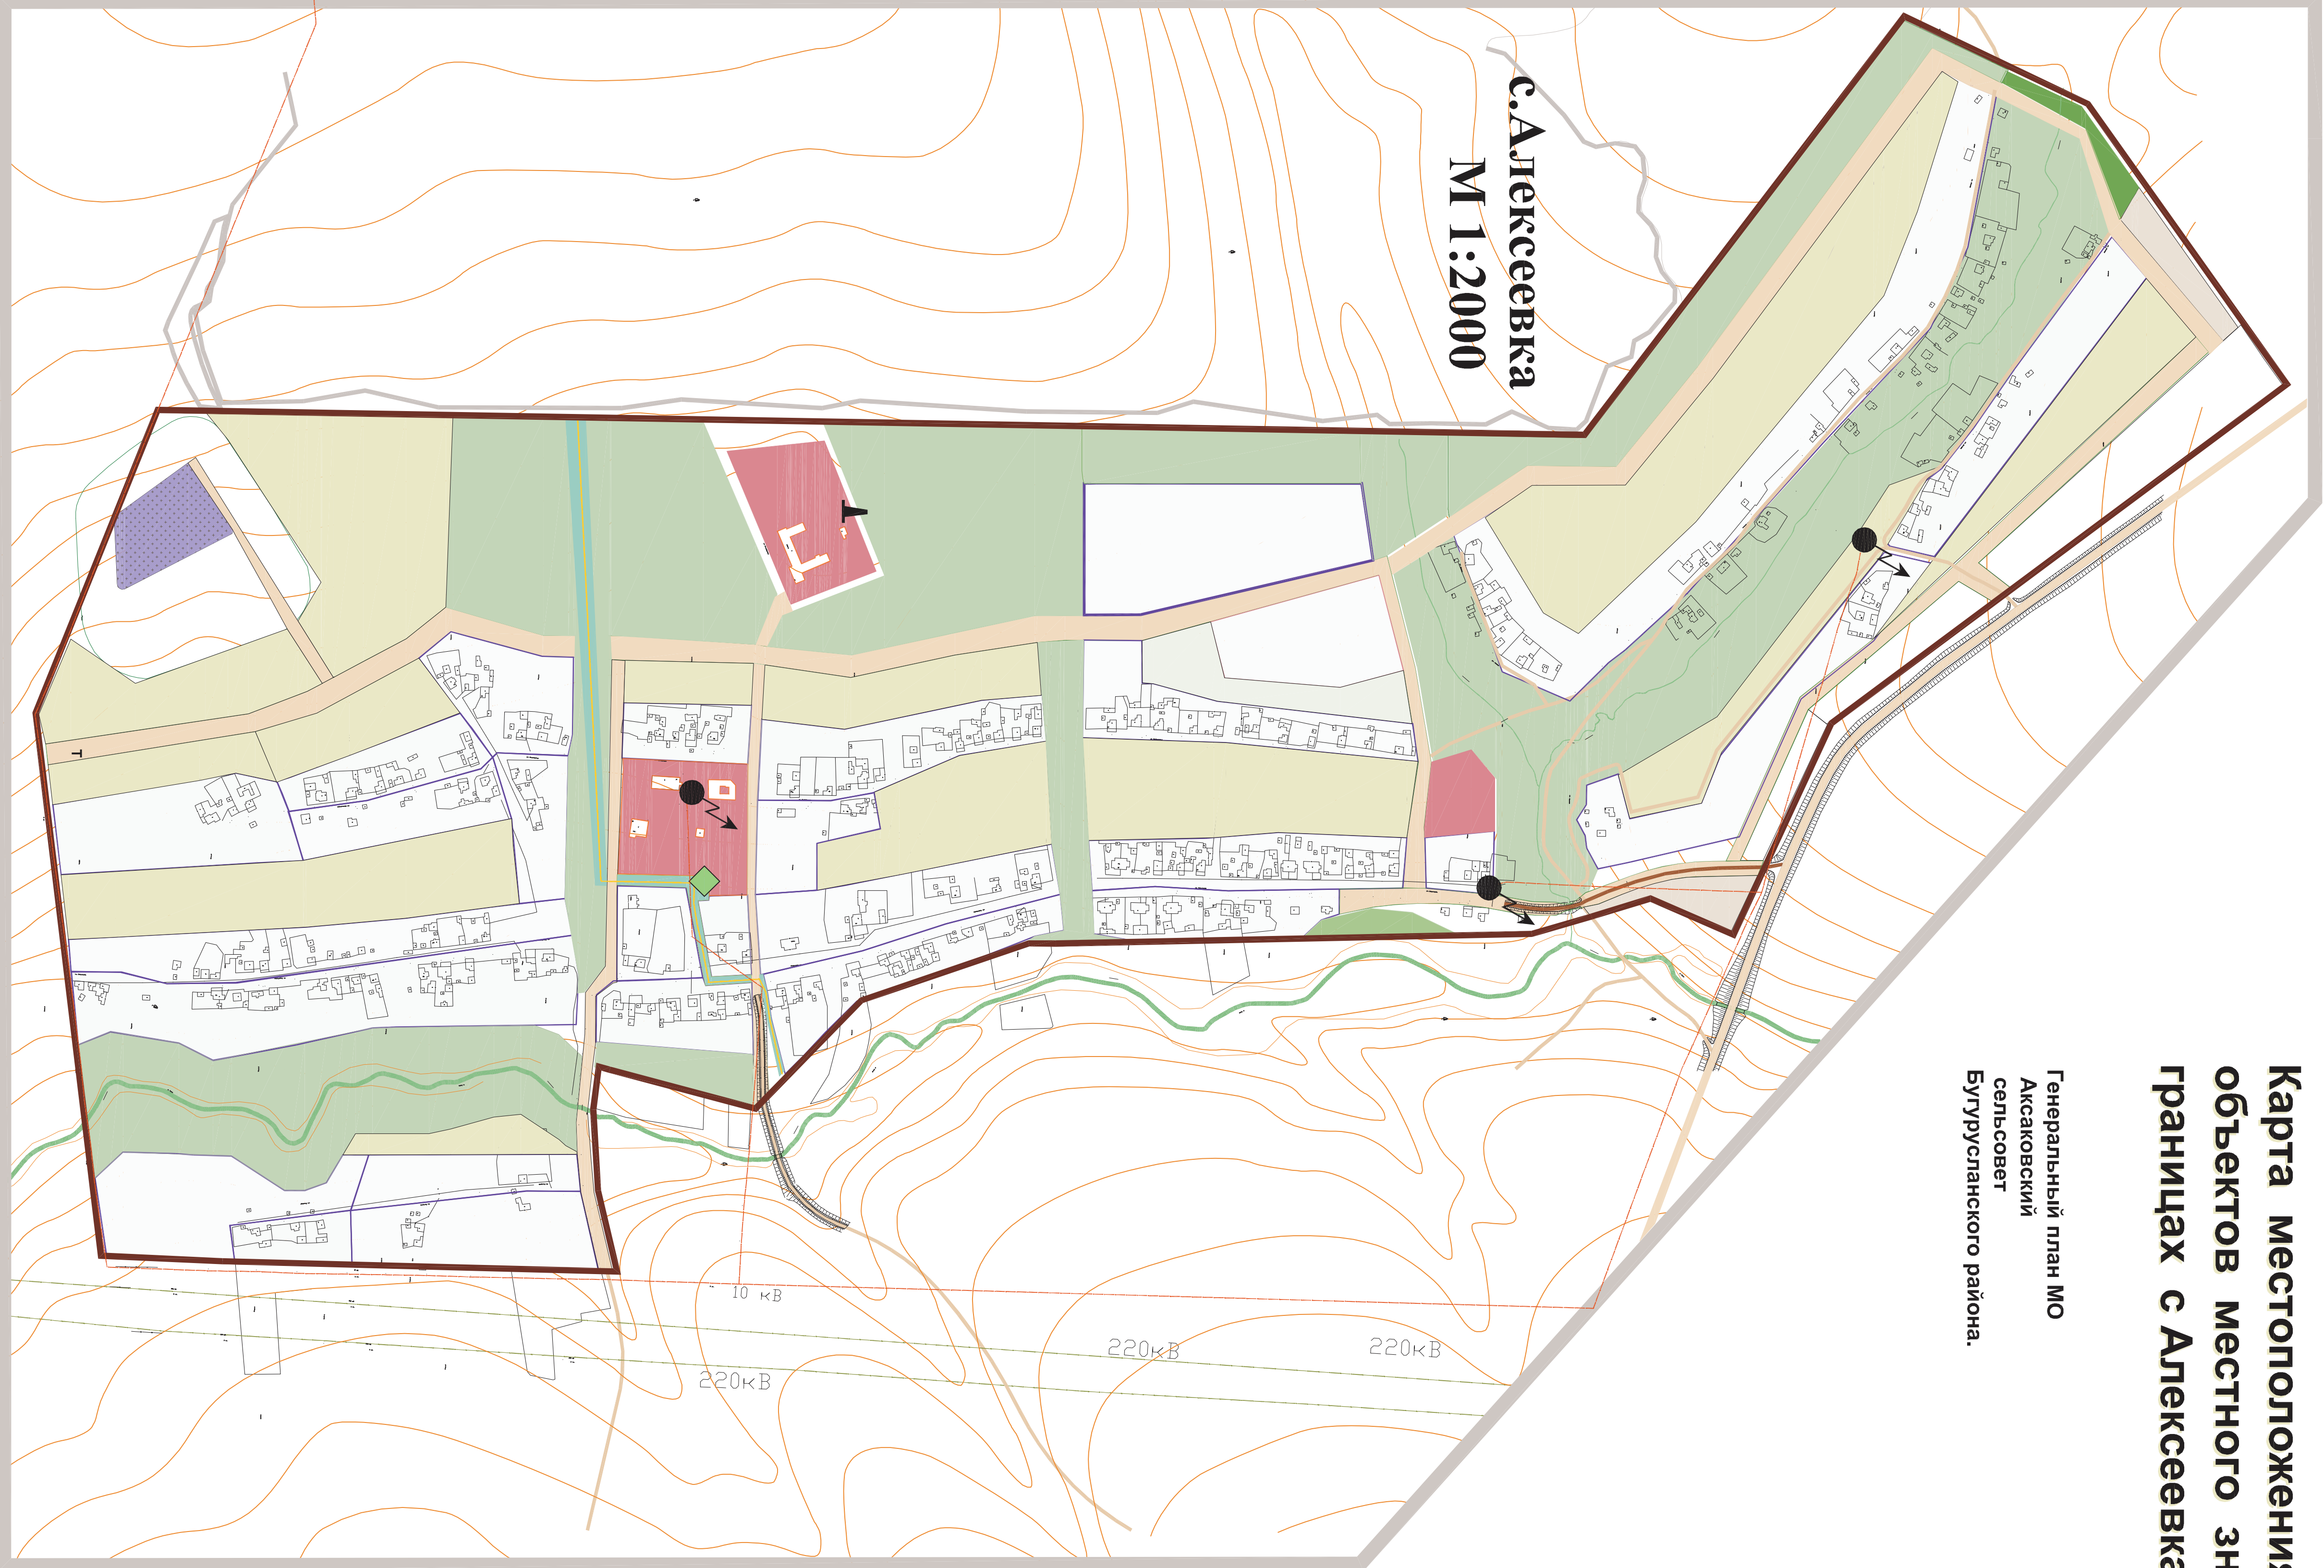 с.Алексеевка
М 1:2000
Карта местоположения
объектов местного зн
границах с Алексеевка
Генеральный план МО
Аксаковский
сельсовет
Бугурусланского района.
10 кВ
220кВ
220кВ
220кВ